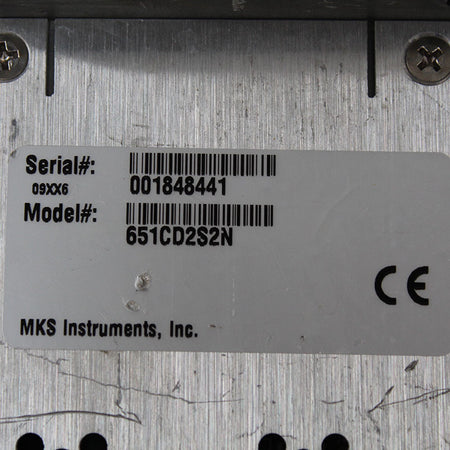 Serial#:
09XX6
001848441
Model#:
651CD2S2N
CE
MKS Instruments, Inc.